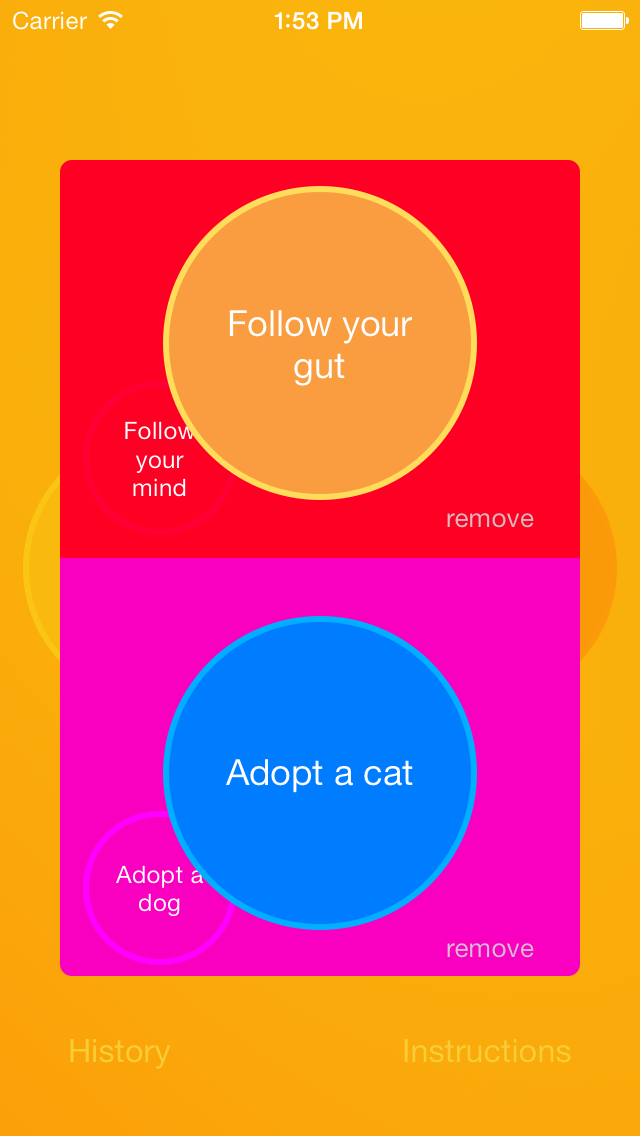 Carrier
1:53 PM
Follow your
gut
Follow
your
mind
remove
Adopt a cat
Adopt a
dog
remove
History
Instructions